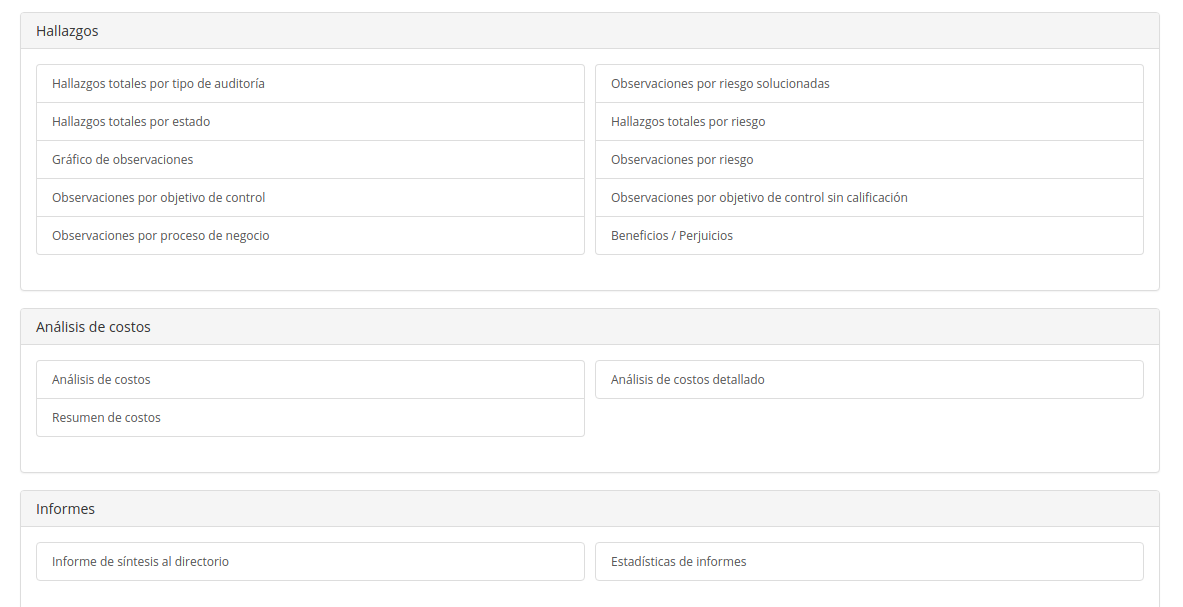 Hallazgos
Hallazgos totales por tipo de auditoría
Observaciones por riesgo solucionadas
Hallazgos totales por estado
Hallazgos totales por riesgo
Gráfico de observaciones
Observaciones por riesgo
Observaciones por objetivo de control
Observaciones por objetivo de control sin calificación
Observaciones por proceso de negocio
Beneficios / Perjuicios
Análisis de costos
Análisis de costos
Análisis de costos detallado
Resumen de costos
Informes
Informe de síntesis al directorio
Estadísticas de informes